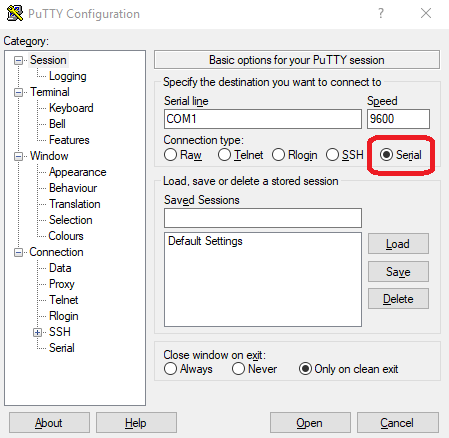 PuTTY Configuration
Category:
Session
Logging
Terminal
Keyboard
Bell
Features
Window
Appearance
Behaviour
Translation
Selection
Colours
Connection
Data
Proxy
Telnet
Rlogin
SSH
Serial
Basic options for your PuTTY session
Specify the destination you want to connect to
Serial line Speed
COM1 9600
Connection type:
Raw Telnet Rlogin SSH Serial
Load, save or delete a stored session
Saved Sessions
Default Settings
Load
Save
Delete
Close window on exit:
Always Never Only on clean exit
About Help Open Cancel